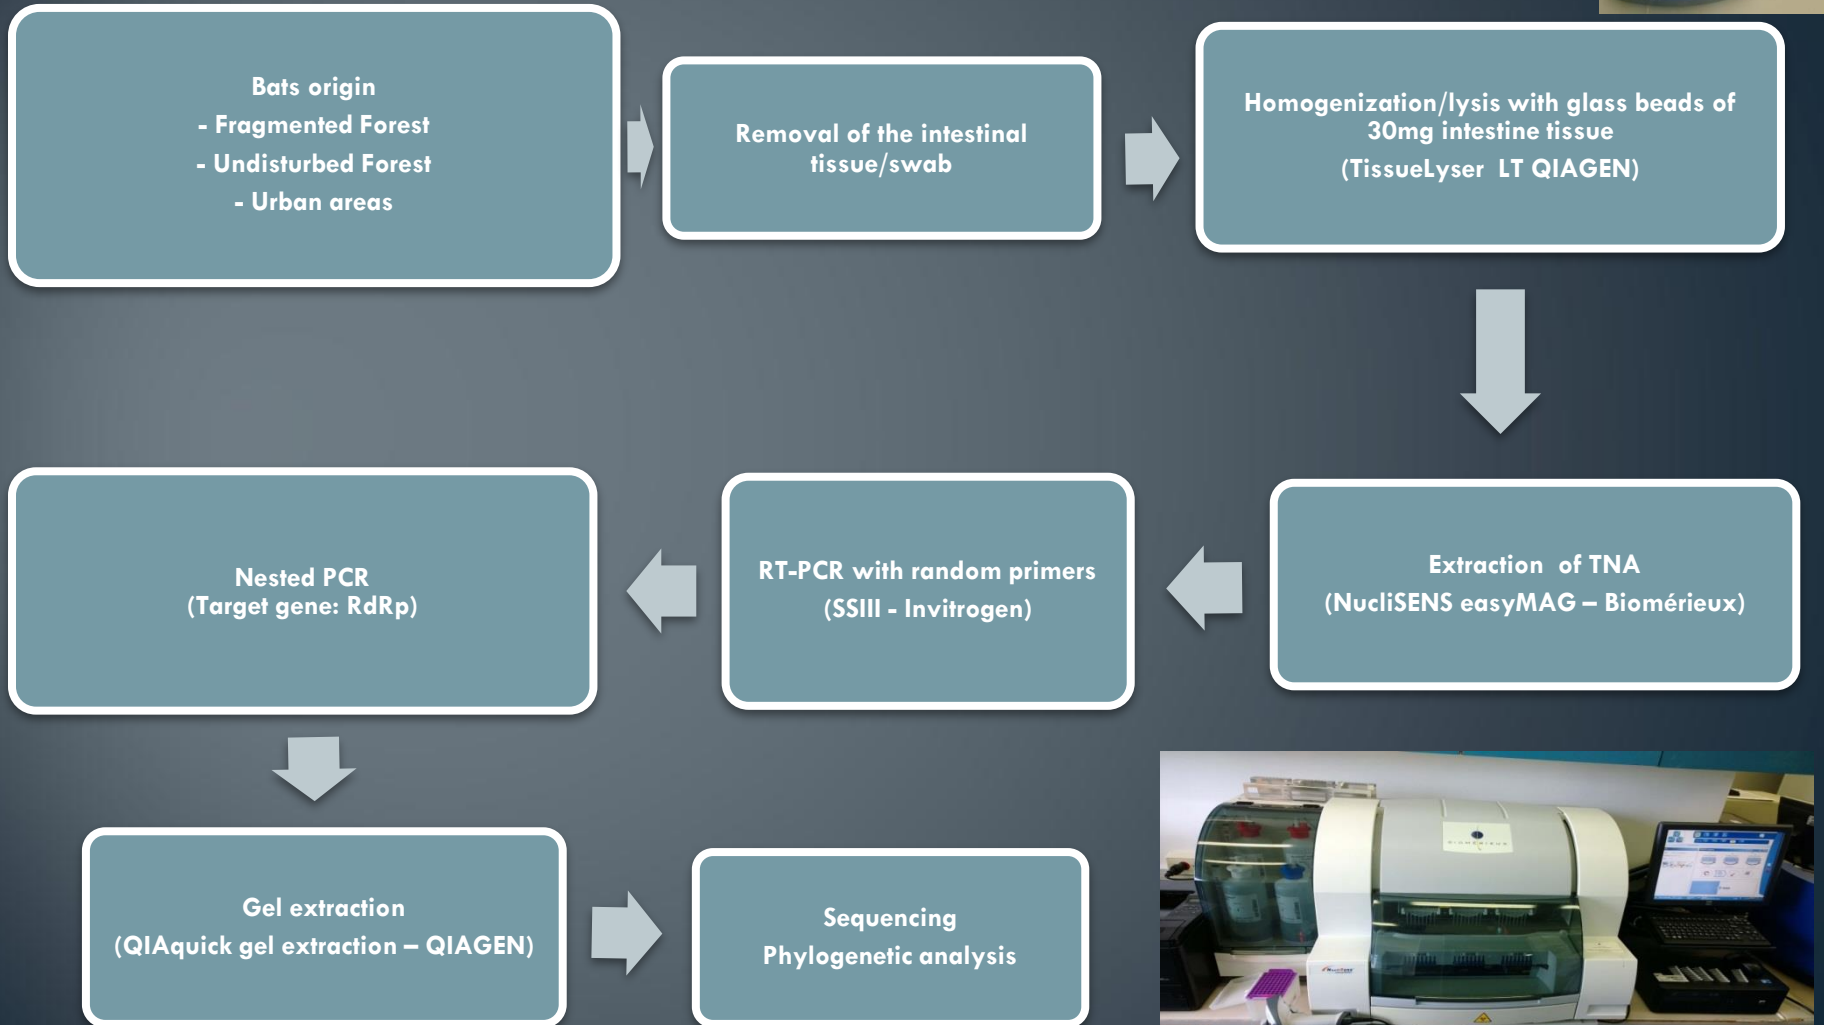 Bats origin
- Fragmented Forest
- Undisturbed Forest
- Urban areas
Removal of the intestinal
tissue/swab
Homogenization/lysis with glass beads of
30mg intestine tissue
(TissueLyser LT QIAGEN)
Extraction of TNA
(NucliSENS easyMAG – Biomérieux)
RT-PCR with random primers
(SSIII - Invitrogen)
Nested PCR
(Target gene: RdRp)
Gel extraction
(QIAquick gel extraction – QIAGEN)
Sequencing
Phylogenetic analysis
BIOMÉRIEUX